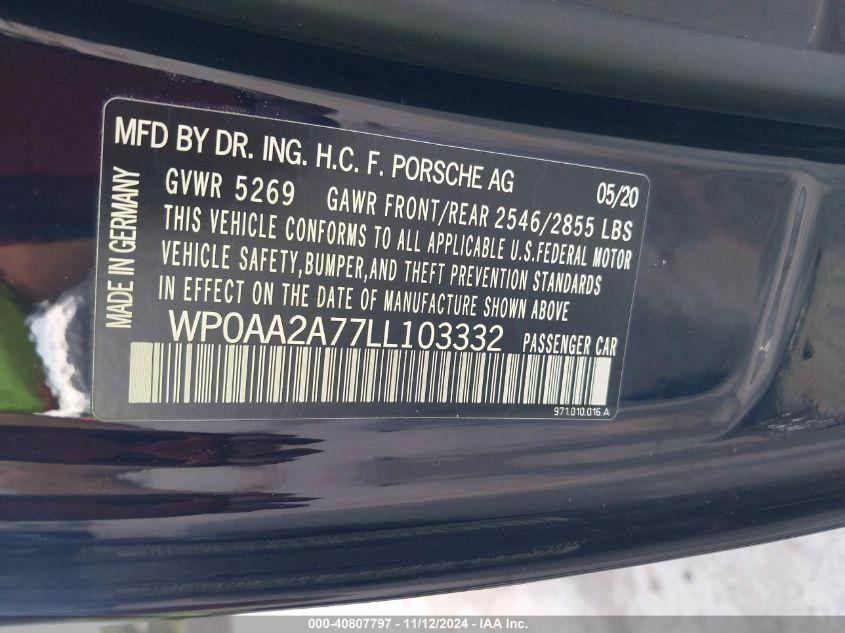 MFD BY DR. ING. H.C. F. PORSCHE AG 05/20
GVWR 5269 GAWR FRONT/REAR 2546/2855 LBS
THIS VEHICLE CONFORMS TO ALL APPLICABLE U.S.FEDERAL MOTOR
VEHICLE SAFETY,BUMPER,AND THEFT PREVENTION STANDARDS
IN EFFECT ON THE DATE OF MANUFACTURE SHOWN ABOVE
WP0AA2A77LL103332 PASSENGER CAR
971.010.016.A
MADE IN GERMANY
000-40807797 - 11/12/2024 - IAA Inc.